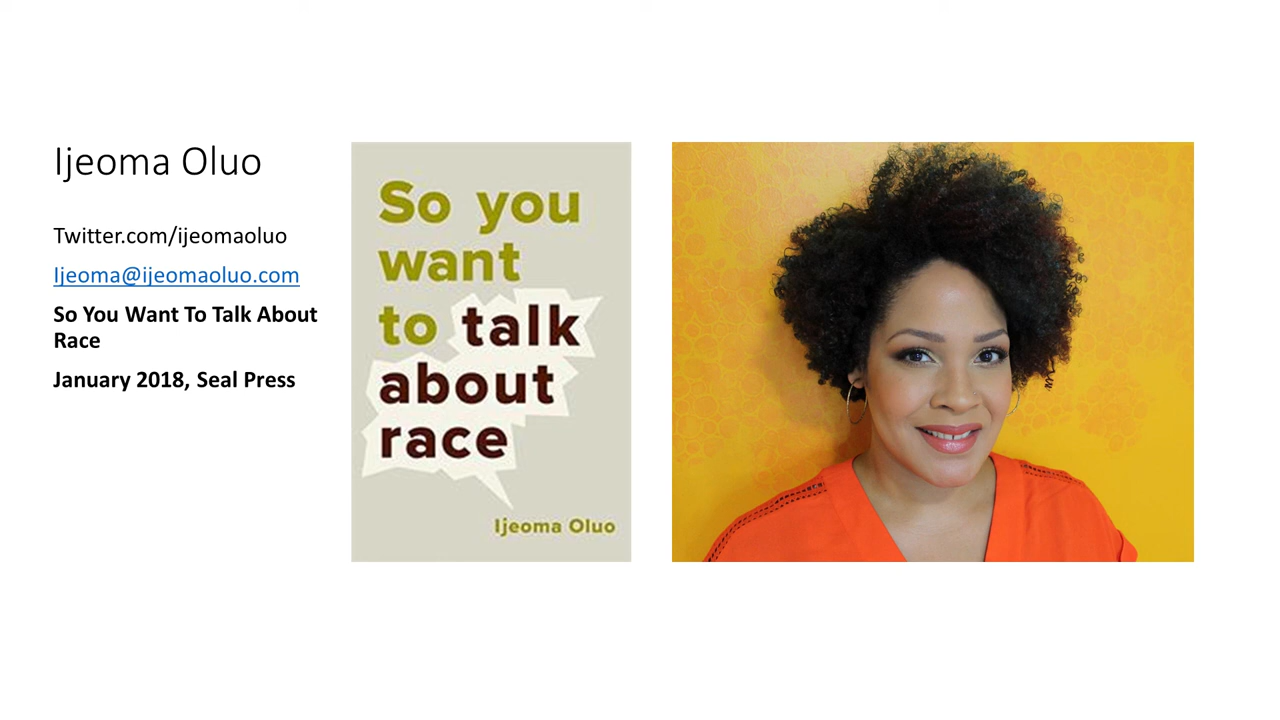 Ijeoma Oluo
Twitter.com/ijeomaoluo
Ijeoma@ijeomaoluo.com
So You Want To Talk About
Race
January 2018, Seal Press
So you
want
to talk
about
race
Ijeoma Oluo